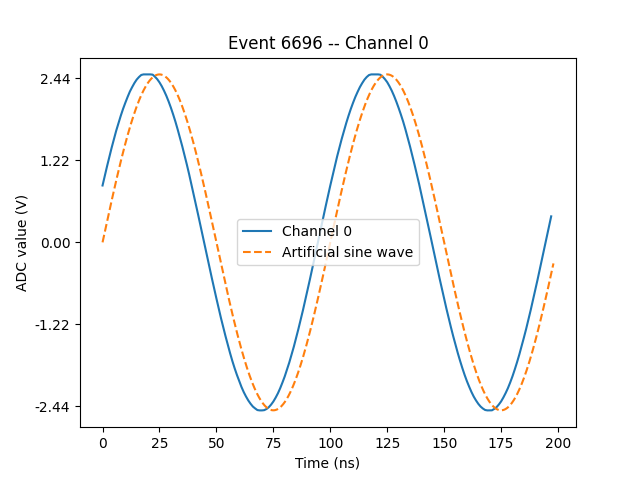 Event 6696 -- Channel 0
ADC value (V)
2.44
1.22
0.00
-1.22
-2.44
Channel 0
Artificial sine wave
0 25 50 75 100 125 150 175 200
Time (ns)